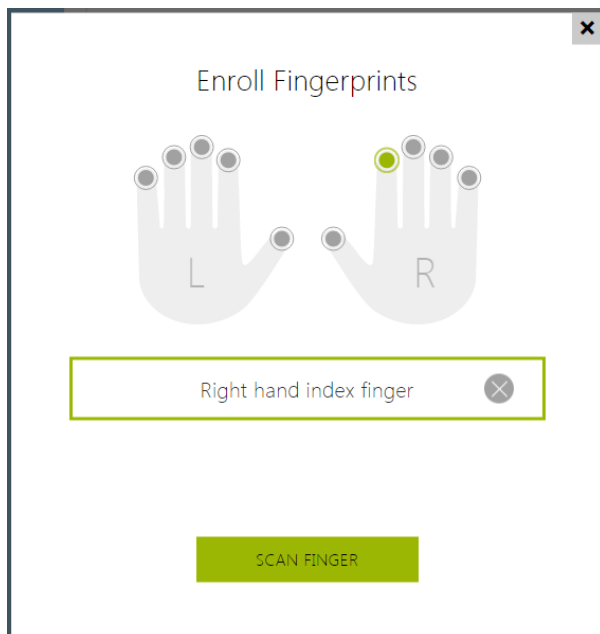 Enroll Fingerprints
L
R
Right hand index finger
SCAN FINGER